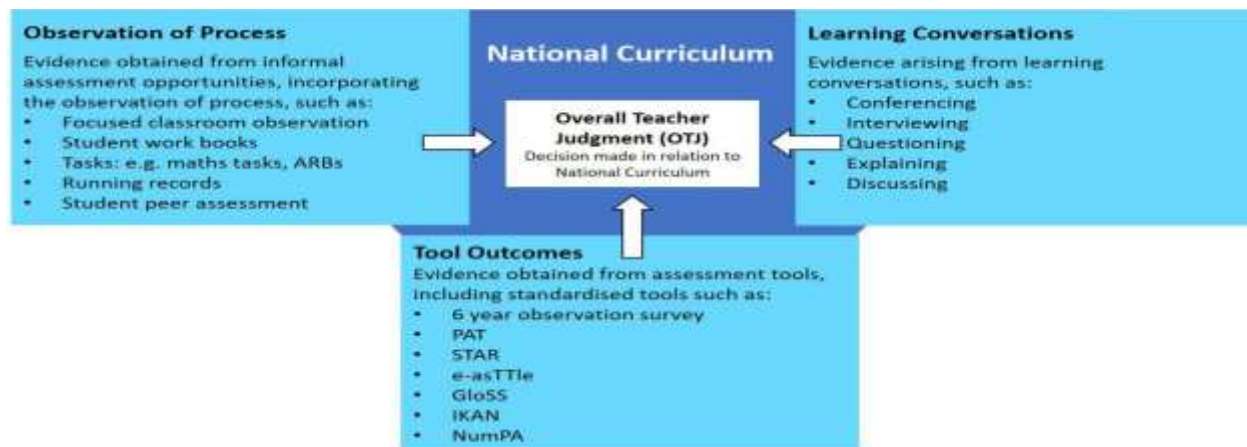 Observation of Process
Evidence obtained from informal
assessment opportunities, incorporating
the observation of process, such as:
• Focused classroom observation
• Student work books
• Tasks: e.g. maths tasks, ARBs
• Running records
• Student peer assessment
National Curriculum
Overall Teacher
Judgment (OTJ)
Decision made in relation to
National Curriculum
Learning Conversations
Evidence arising from learning
conversations, such as:
• Conferencing
• Interviewing
• Questioning
• Explaining
• Discussing
Tool Outcomes
Evidence obtained from assessment tools,
including standardised tools such as:
• 6 year observation survey
• PAT
• STAR
• e-asTTle
• GloSS
• IKAN
• NumPA